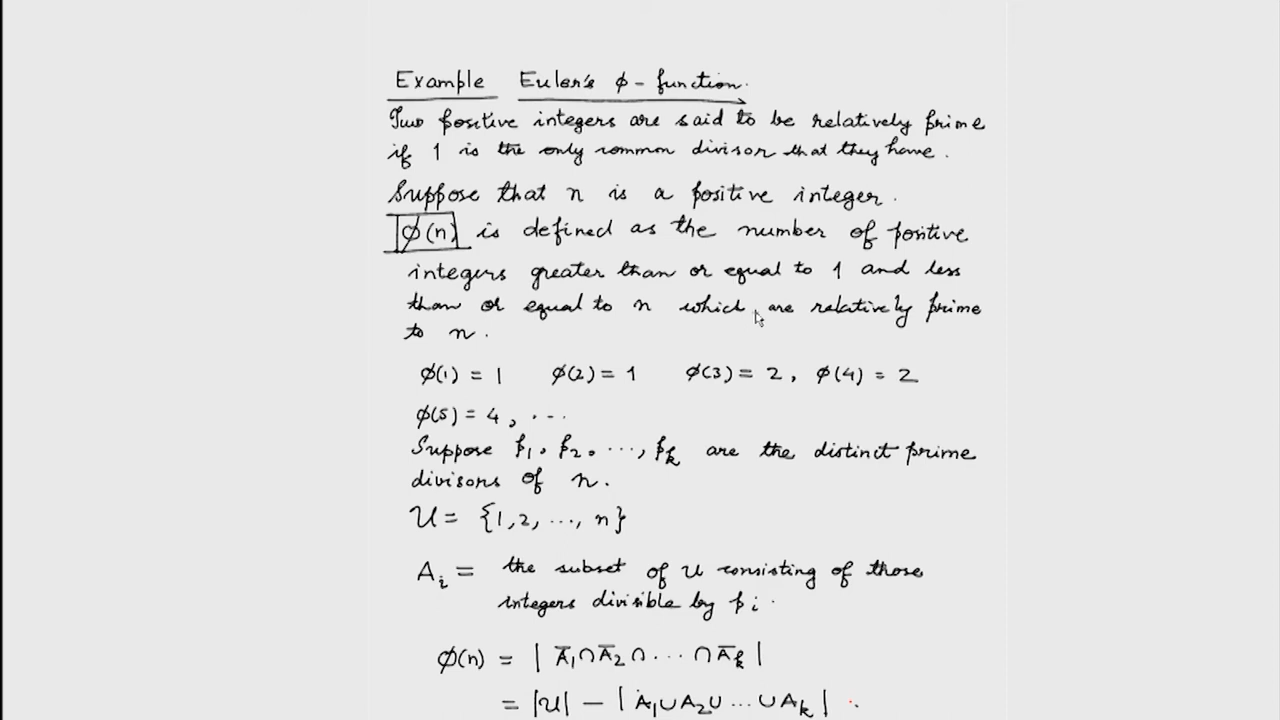 Example Euler's ϕ - function.
Two positive integers are said to be relatively prime
if 1 is the only common divisor that they have.
Suppose that n is a positive integer.
ϕ(n) is defined as the number of positive
integers greater than or equal to 1 and less
than or equal to n which are relatively prime
to n.
ϕ(1) = 1 ϕ(2) = 1 ϕ(3) = 2, ϕ(4) = 2
ϕ(5) = 4, ...
Suppose p₁, p₂, ..., pₖ are the distinct prime
divisors of n.
U = {1,2, ..., n}
Aᵢ = the subset of U consisting of those
integers divisible by pᵢ.
ϕ(n) = | A̅₁ ∩ A̅₂ ∩ ... ∩ A̅ₖ |
= |U| − | A₁ ∪ A₂ ∪ ... ∪ Aₖ | .